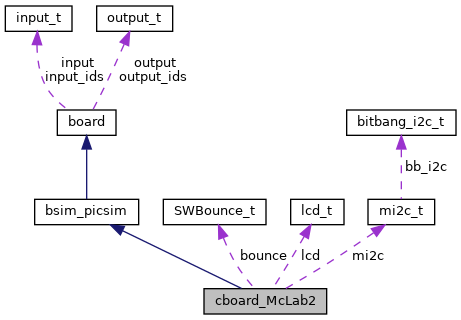 input_t
output_t
input
input_ids
output
output_ids
board
bitbang_i2c_t
bb_i2c
bsim_picsim
SWBounce_t
lcd_t
mi2c_t
bounce
lcd
mi2c
cboard_McLab2